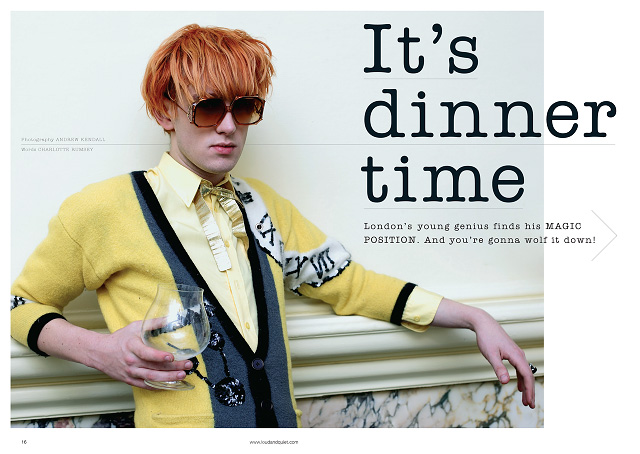 It's
dinner
time
Photography ANDREW KENDALL
Words CHARLOTTE RUMSEY
London's young genius finds his MAGIC
POSITION. And you're gonna wolf it down!
XVII
16
www.loudandquiet.com